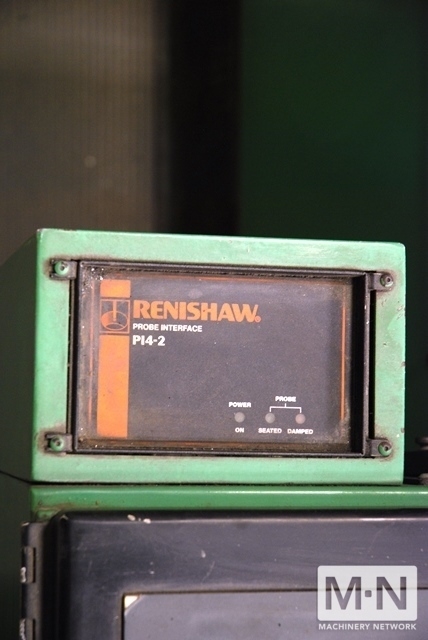 RENISHAW.
PROBE INTERFACE
PI4-2
POWER PROBE
ON SEATED DAMPED
M·N
MACHINERY NETWORK